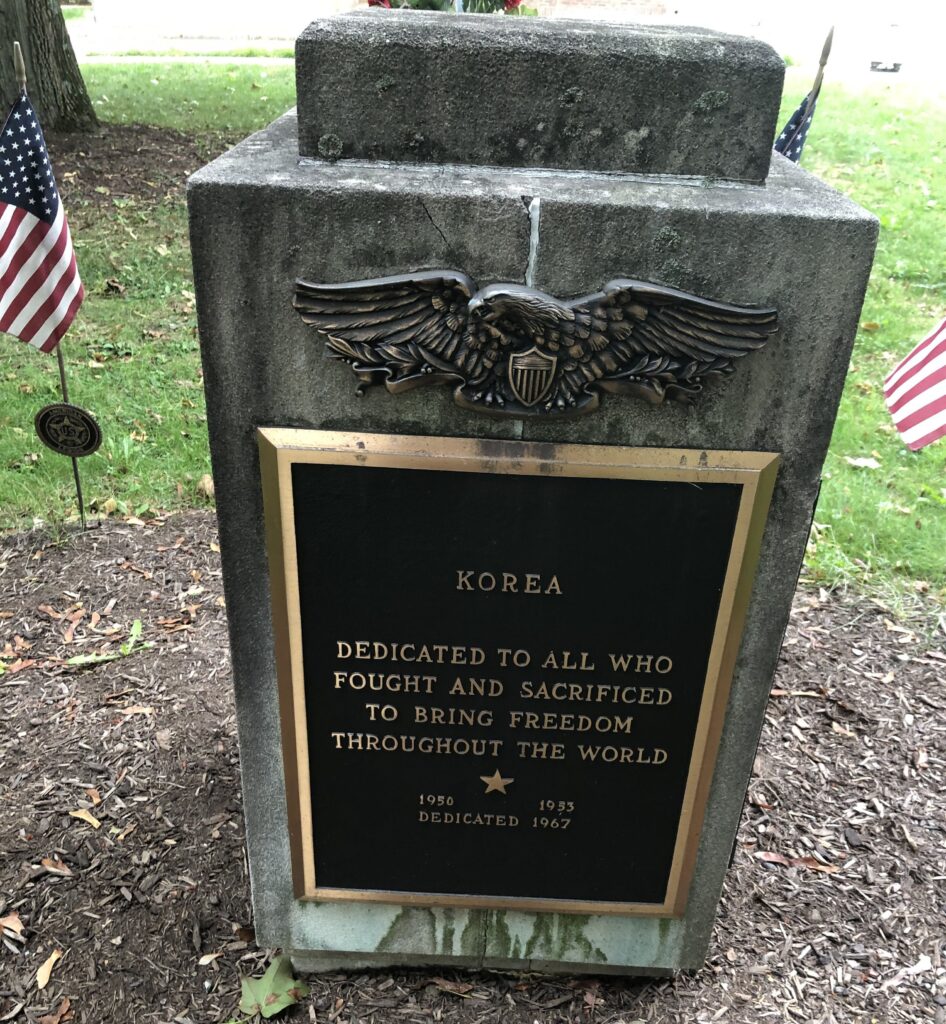 KOREA
DEDICATED TO ALL WHO
FOUGHT AND SACRIFICED
TO BRING FREEDOM
THROUGHOUT THE WORLD
1950 1953
DEDICATED 1967